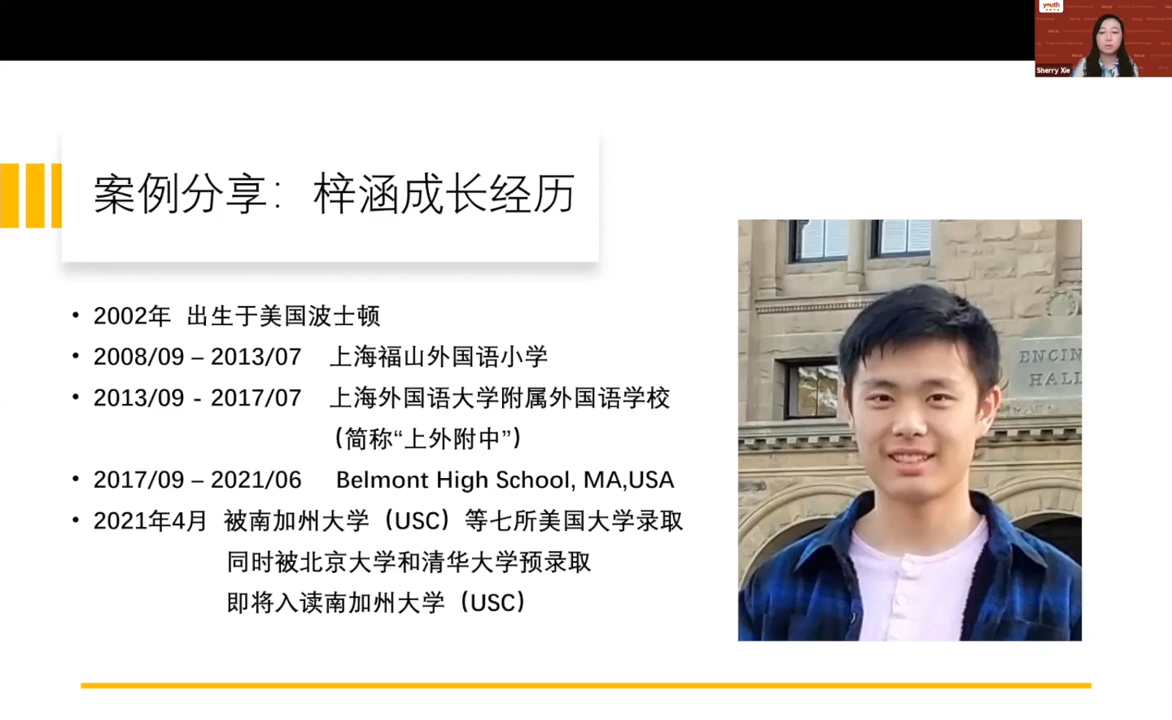 youth
Sherry Xie
案例分享：梓涵成长经历
• 2002年 出生于美国波士顿
• 2008/09 – 2013/07 上海福山外国语小学
• 2013/09 - 2017/07 上海外国语大学附属外国语学校
（简称“上外附中”）
• 2017/09 – 2021/06 Belmont High School, MA,USA
• 2021年4月 被南加州大学（USC）等七所美国大学录取
同时被北京大学和清华大学预录取
即将入读南加州大学（USC）
ENGIN
HALL